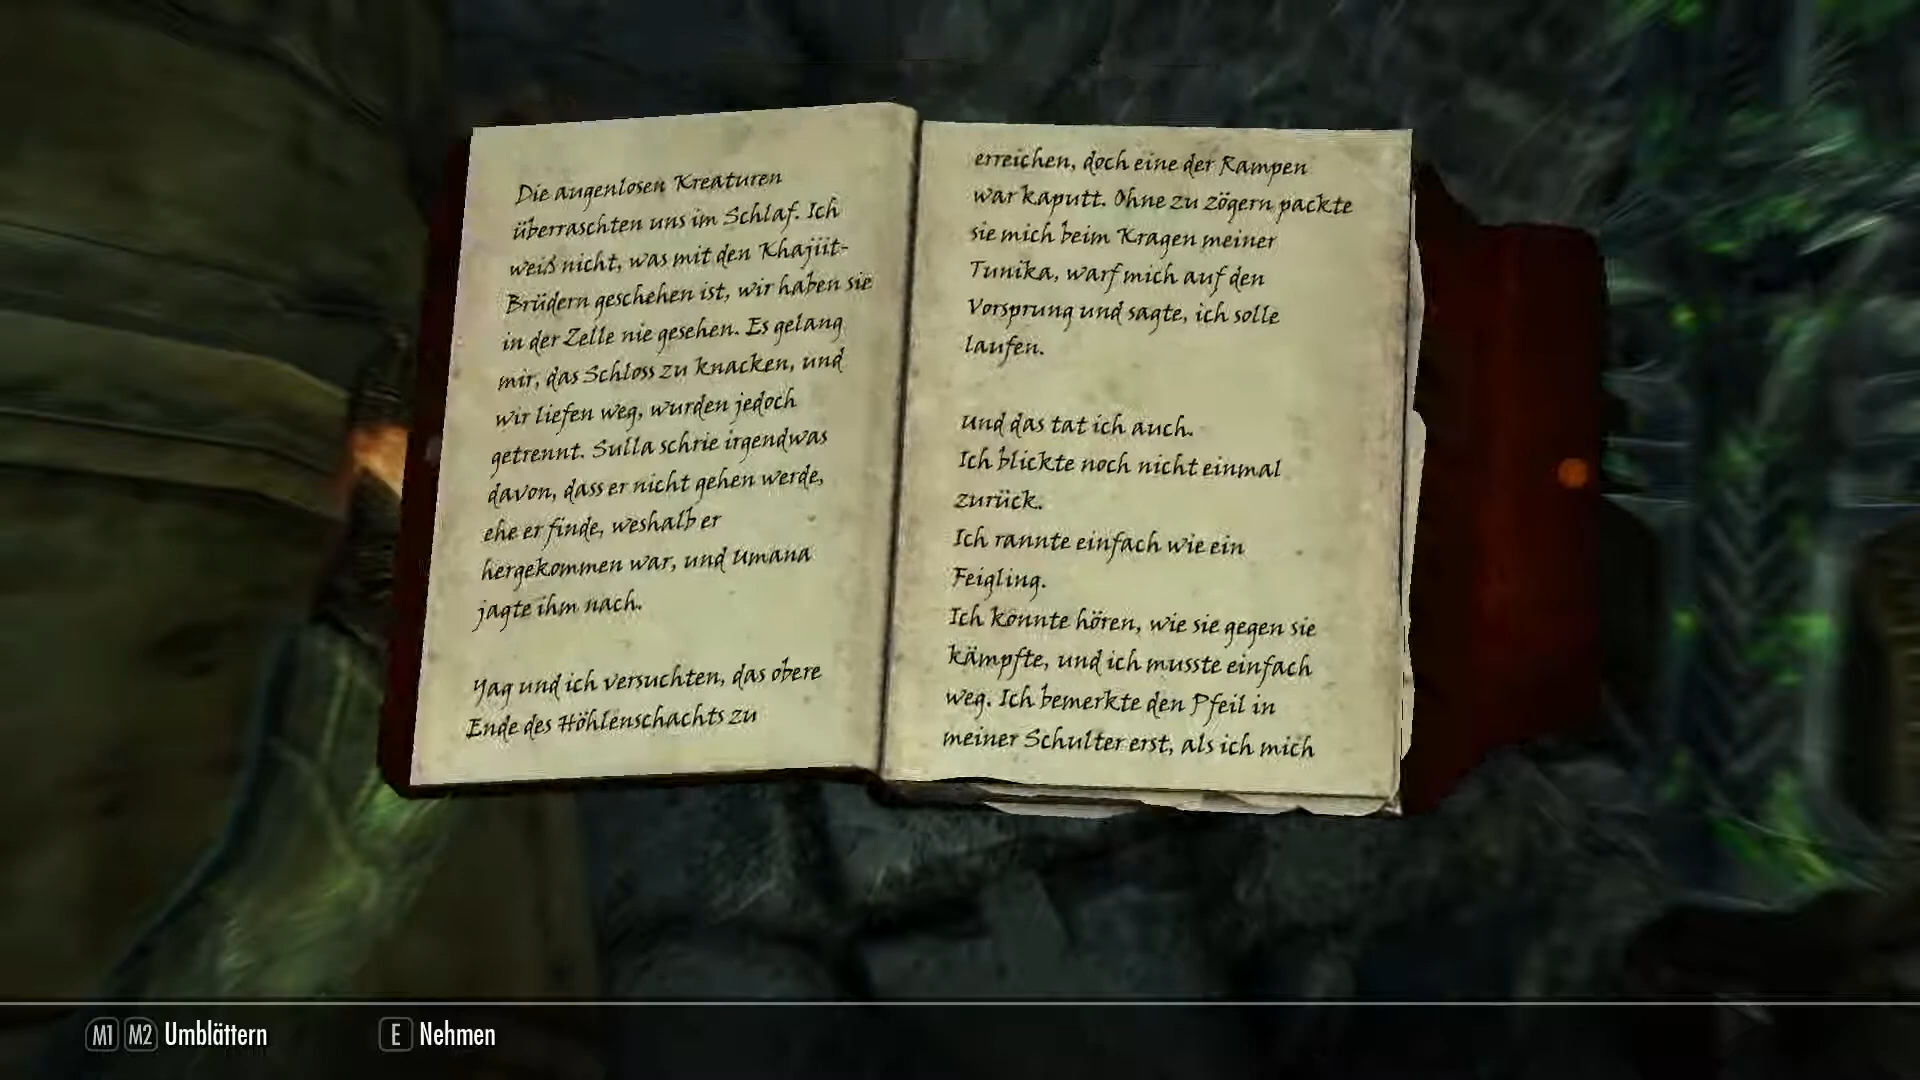 Die augenlosen Kreaturen
überraschten uns im Schlaf. Ich
weiß nicht, was mit den Khajiit-
Brüdern geschehen ist, wir haben sie
in der Zelle nie gesehen. Es gelang
mir, das Schloss zu knacken, und
wir liefen weg, wurden jedoch
getrennt. Sulla schrie irgendwas
davon, dass er nicht gehen werde,
ehe er finde, weshalb er
hergekommen war, und Umana
jagte ihm nach.
Yag und ich versuchten, das obere
Ende des Höhlenschachts zu
erreichen, doch eine der Rampen
war kaputt. Ohne zu zögern packte
sie mich beim Kragen meiner
Tunika, warf mich auf den
Vorsprung und sagte, ich solle
laufen.
Und das tat ich auch.
Ich blickte noch nicht einmal
zurück.
Ich rannte einfach wie ein
Feigling.
Ich konnte hören, wie sie gegen sie
kämpfte, und ich musste einfach
weg. Ich bemerkte den Pfeil in
meiner Schulter erst, als ich mich
M1 M2 Umblättern
E Nehmen